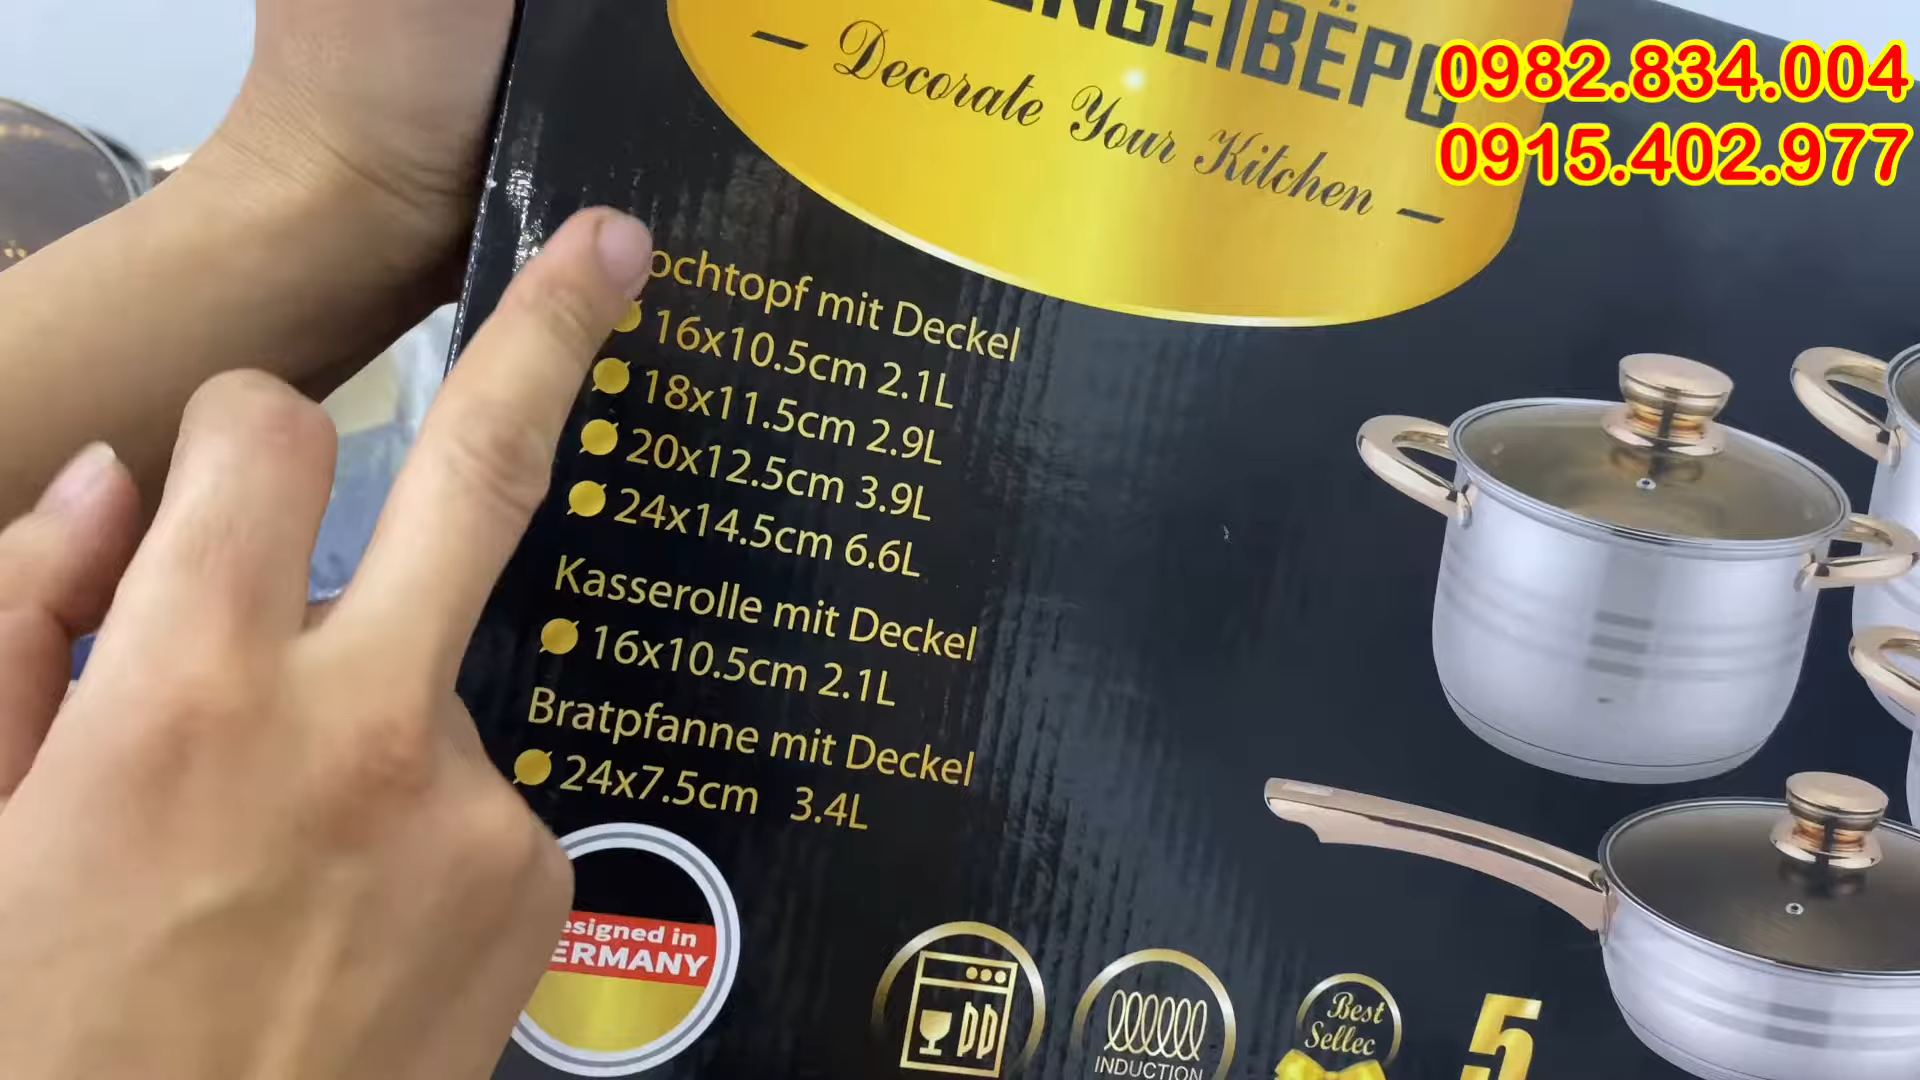 0982.834.004
0915.402.977
– Decorate Your Kitchen –
ochtopf mit Deckel
16x10.5cm 2.1L
18x11.5cm 2.9L
20x12.5cm 3.9L
24x14.5cm 6.6L
Kasserolle mit Deckel
16x10.5cm 2.1L
Bratpfanne mit Deckel
24x7.5cm 3.4L
esigned in
ERMANY
INDUCTION
Best
Sellec
5